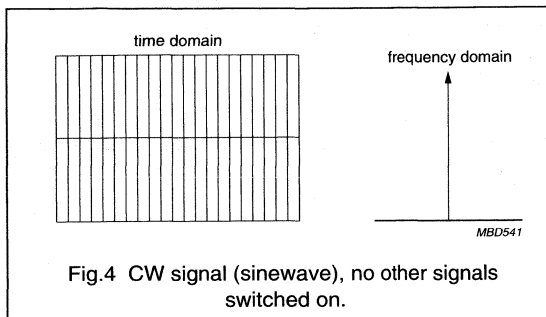 time domain
frequency domain
MBD541
Fig.4 CW signal (sinewave), no other signals
switched on.